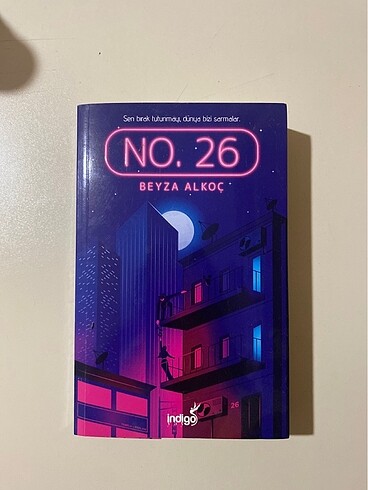 Sen bırak tutunmayı, dünya bizi sarmalar.
NO. 26
BEYZA ALKOÇ
26
indigo